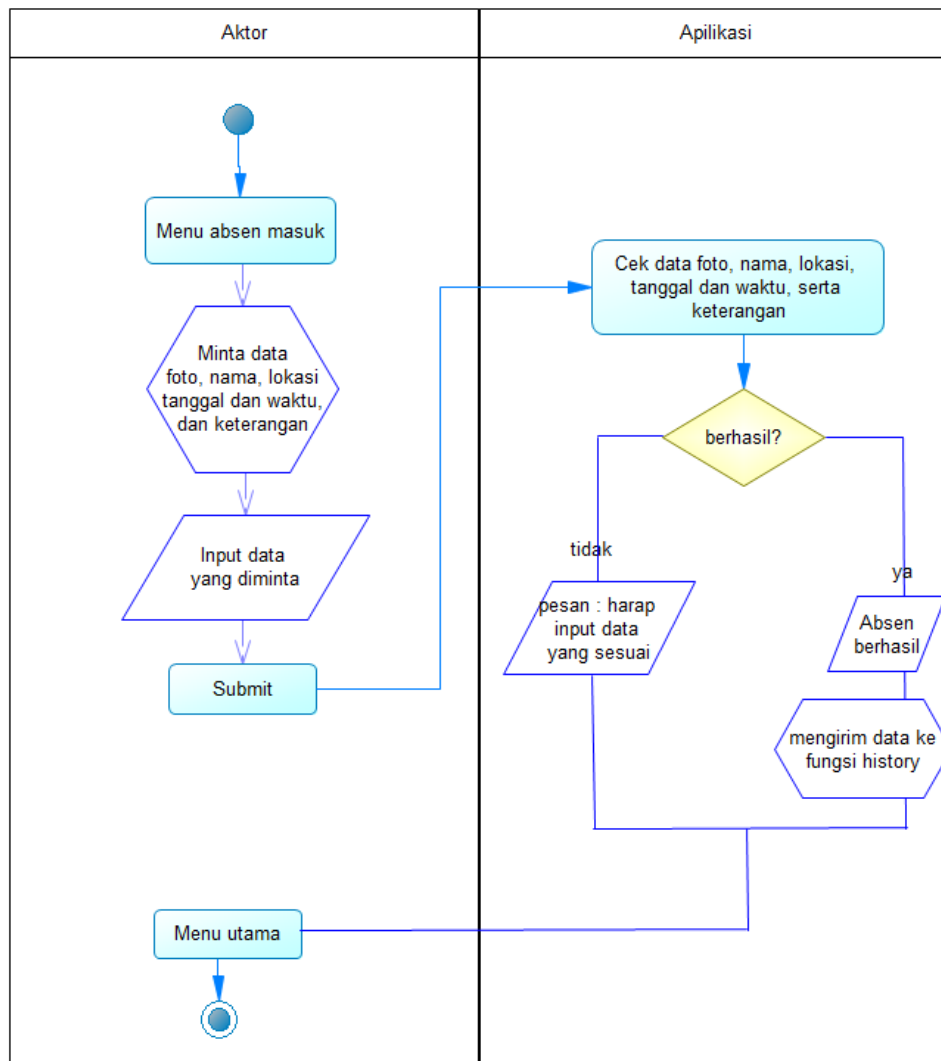 Aktor
Apilikasi
Menu absen masuk
Minta data
foto, nama, lokasi
tanggal dan waktu,
dan keterangan
Input data
yang diminta
Submit
Cek data foto, nama, lokasi,
tanggal dan waktu, serta
keterangan
berhasil?
tidak
ya
pesan : harap
input data
yang sesuai
Absen
berhasil
mengirim data ke
fungsi history
Menu utama